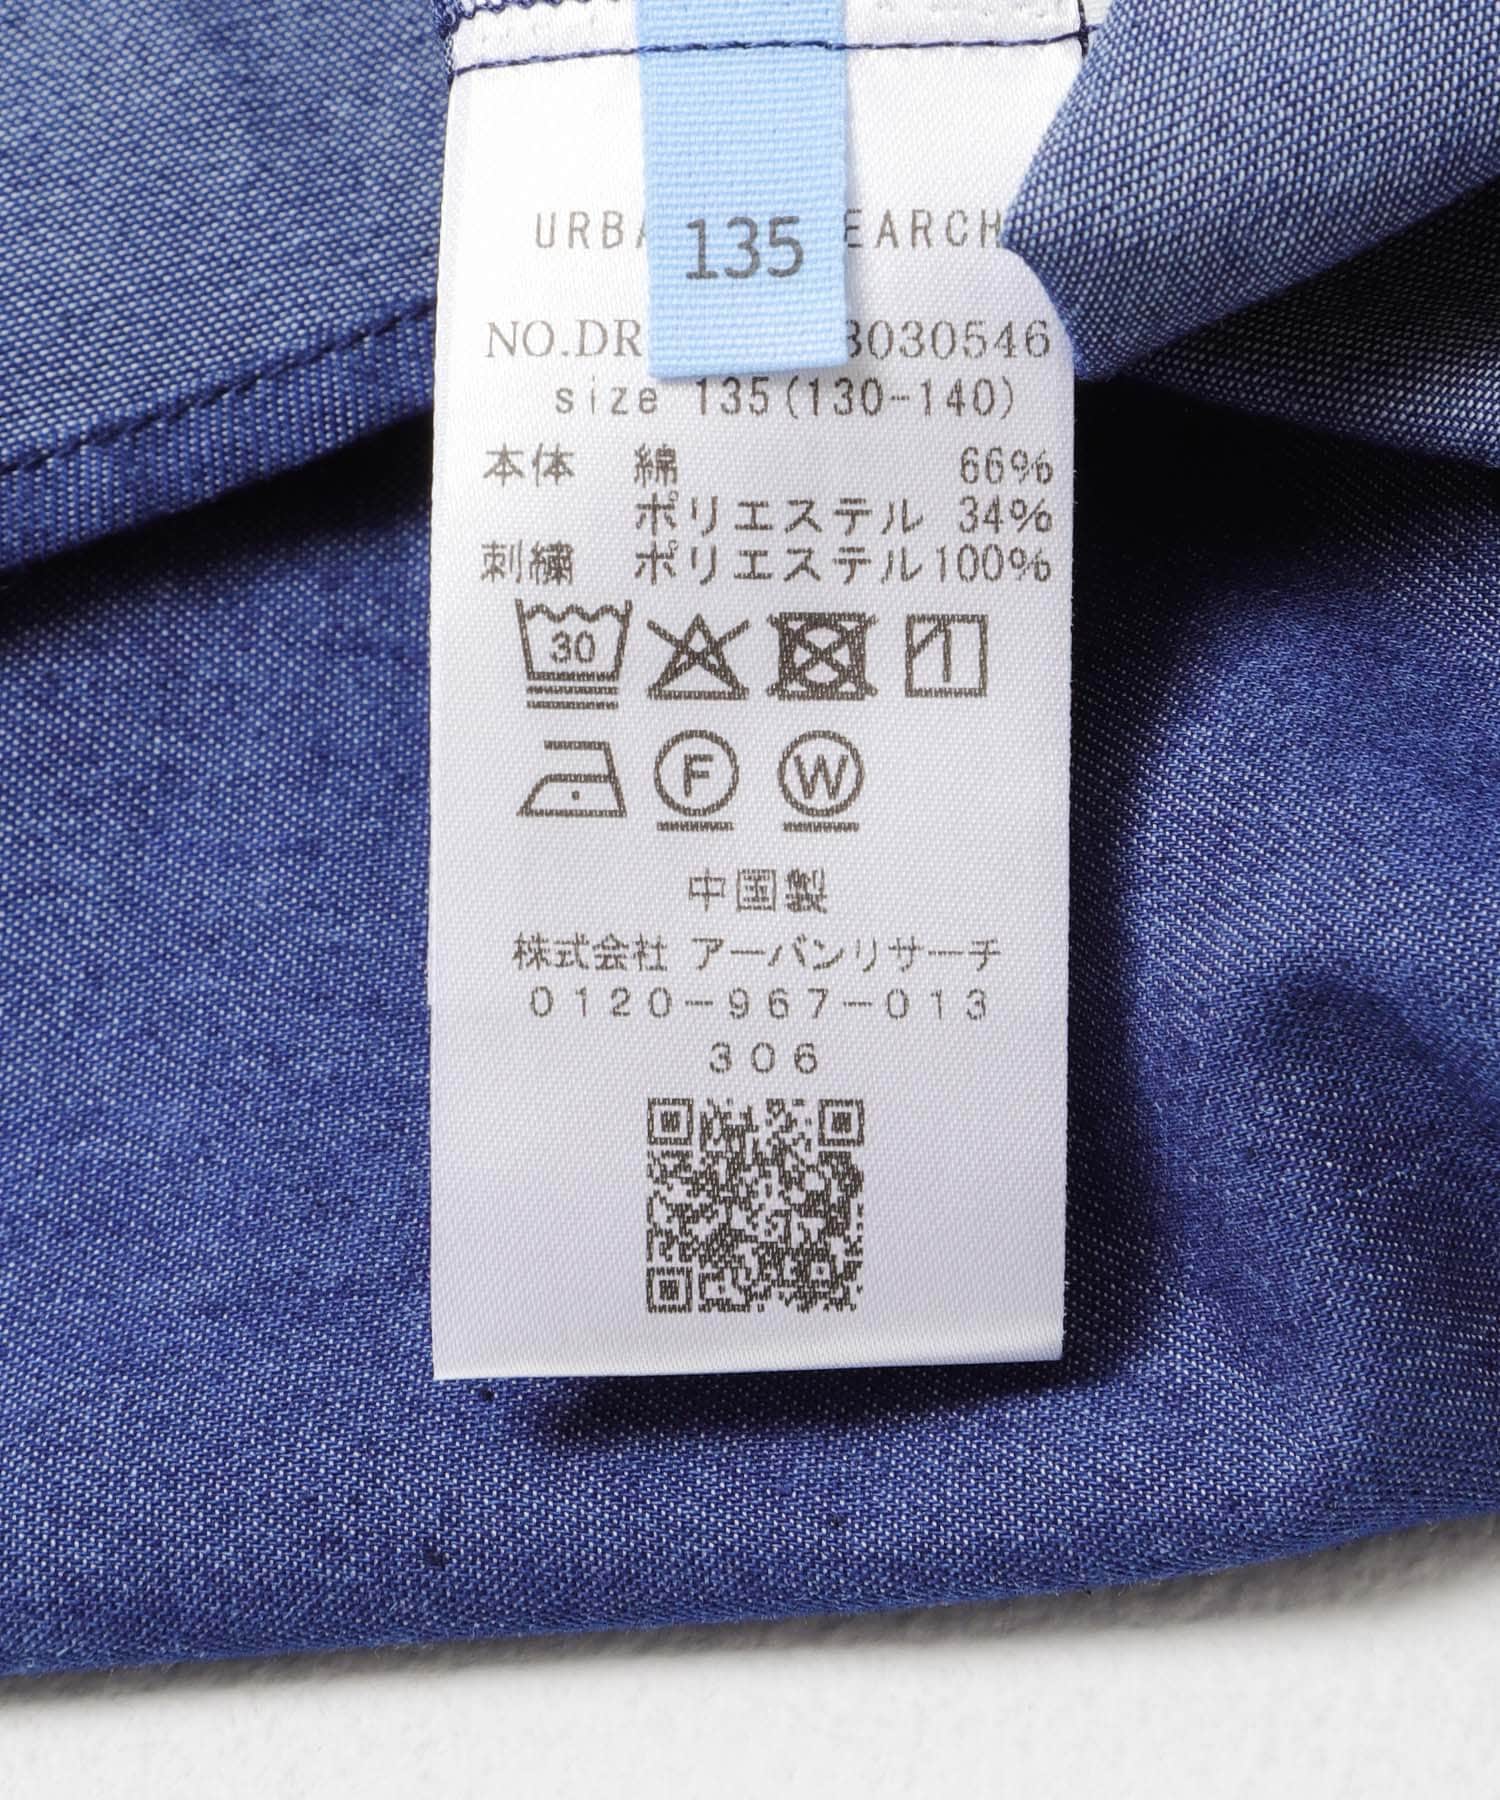 135
NO.DR 3030546
size 135(130-140)
本体 綿 66%
ポリエステル 34%
刺繍 ポリエステル100%
30
F W
中国製
株式会社 アーバンリサーチ
0120-967-013
306